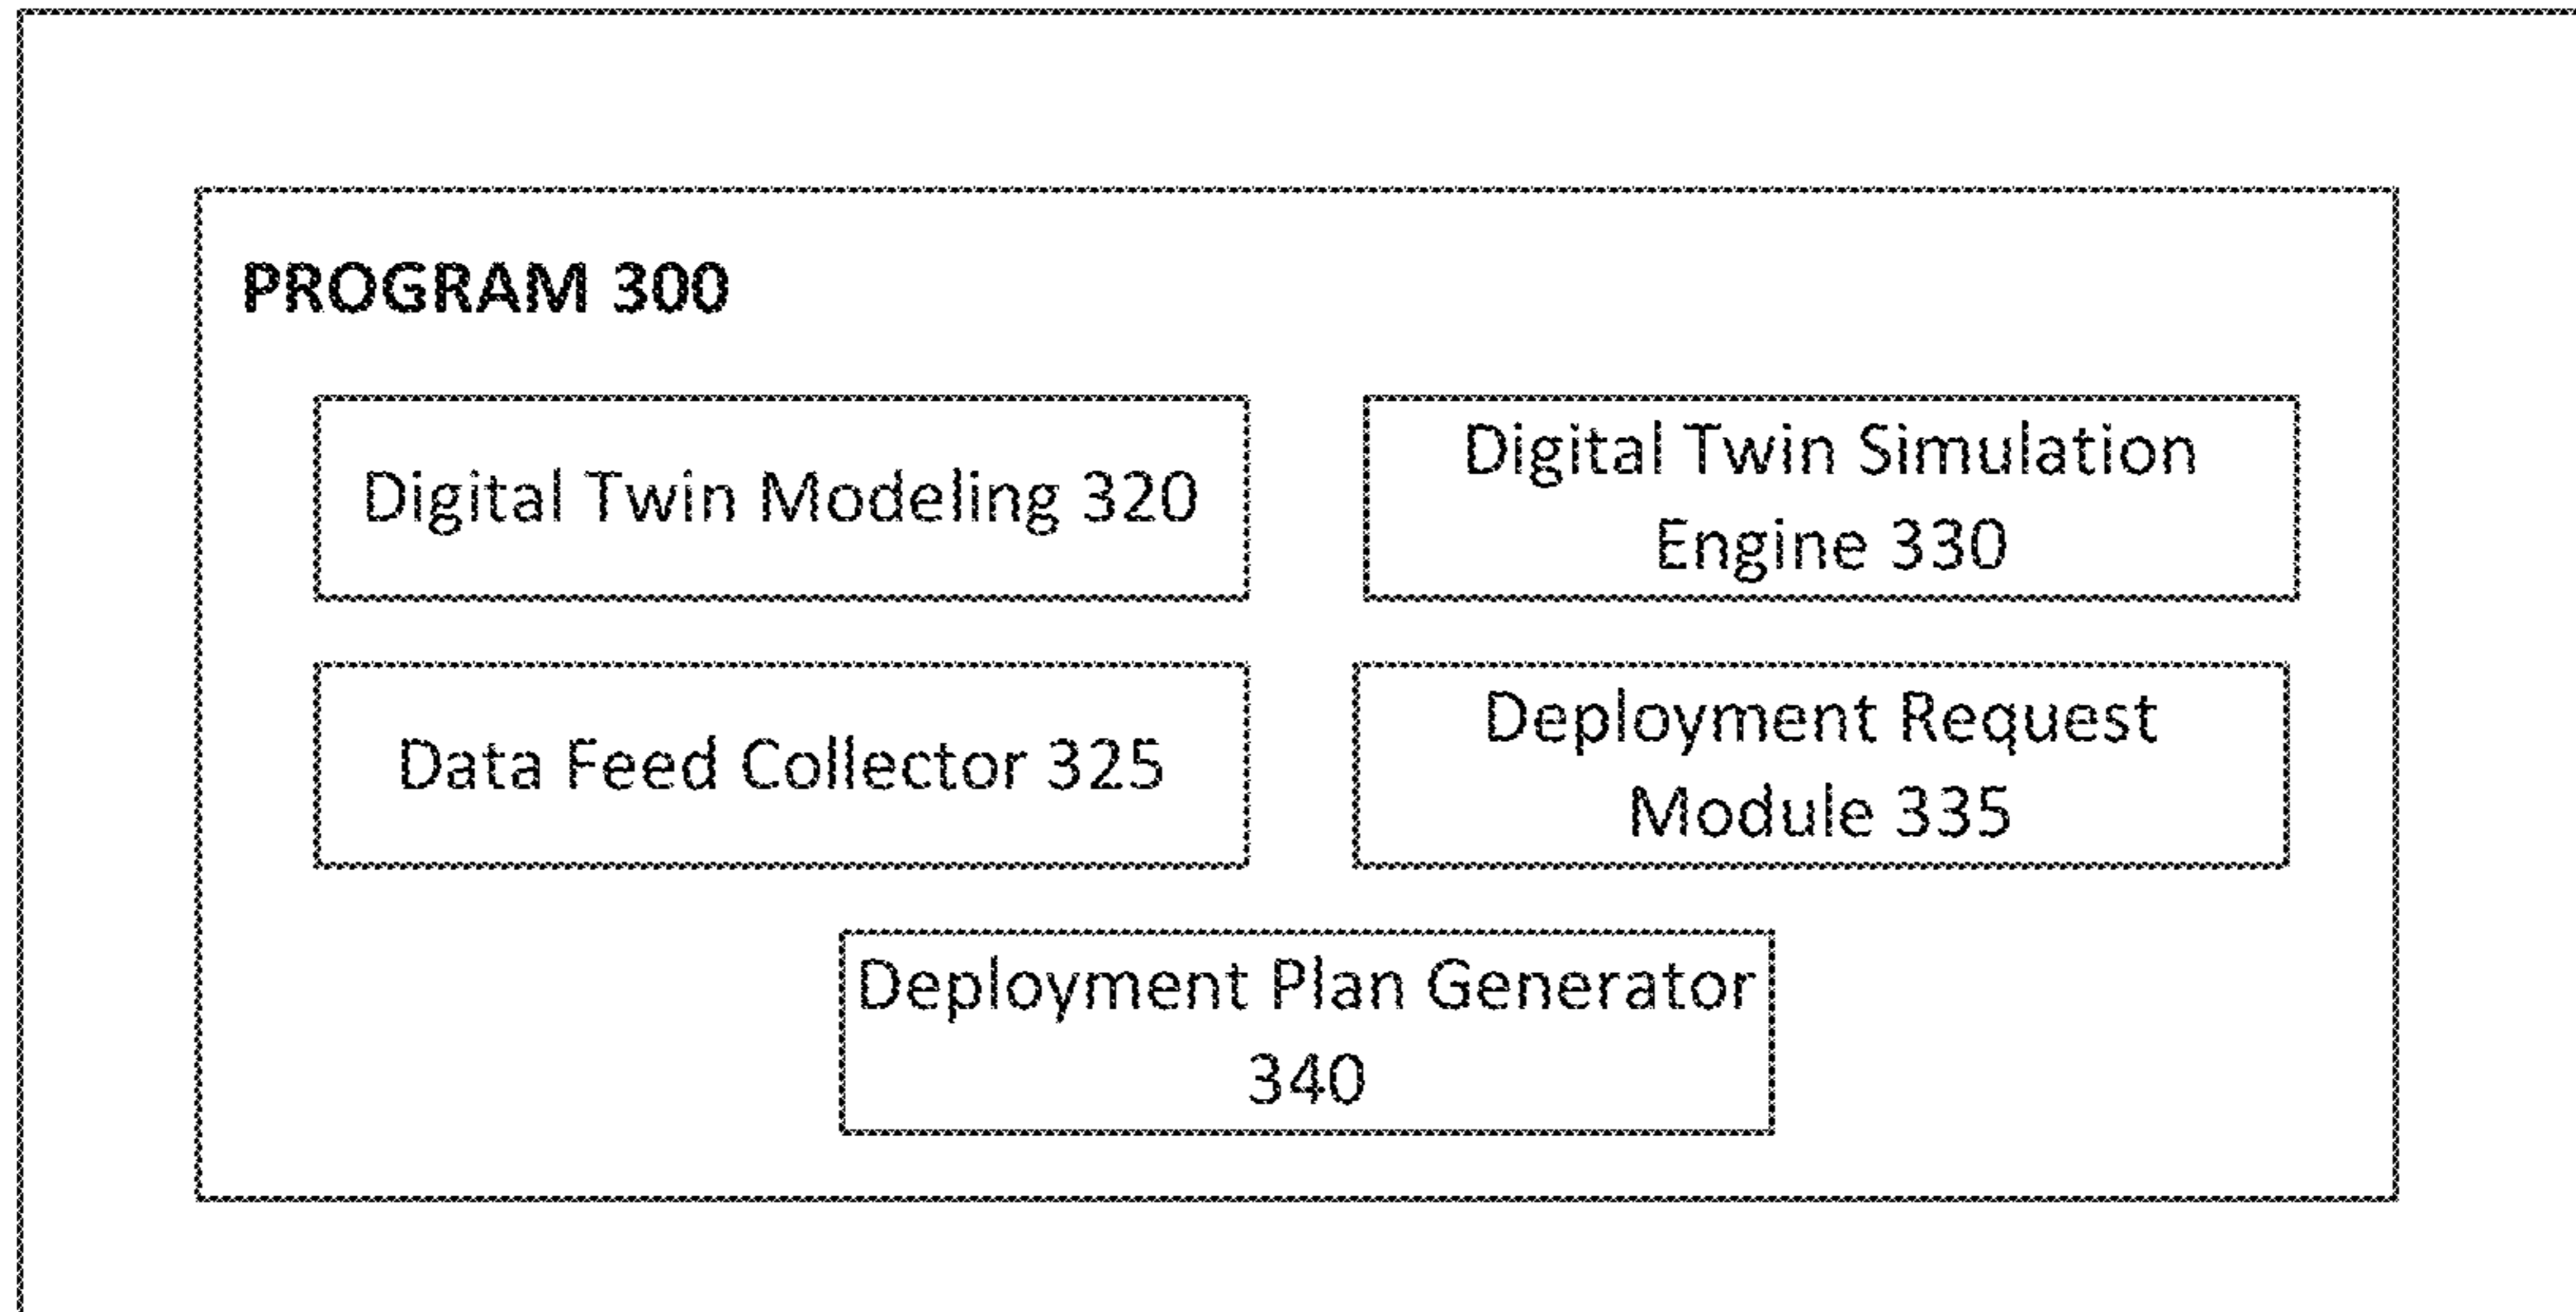 PROGRAM 300
Digital Twin Modeling 320
Digital Twin Simulation
Engine 330
Data Feed Collector 325
Deployment Request
Module 335
Deployment Plan Generator
340